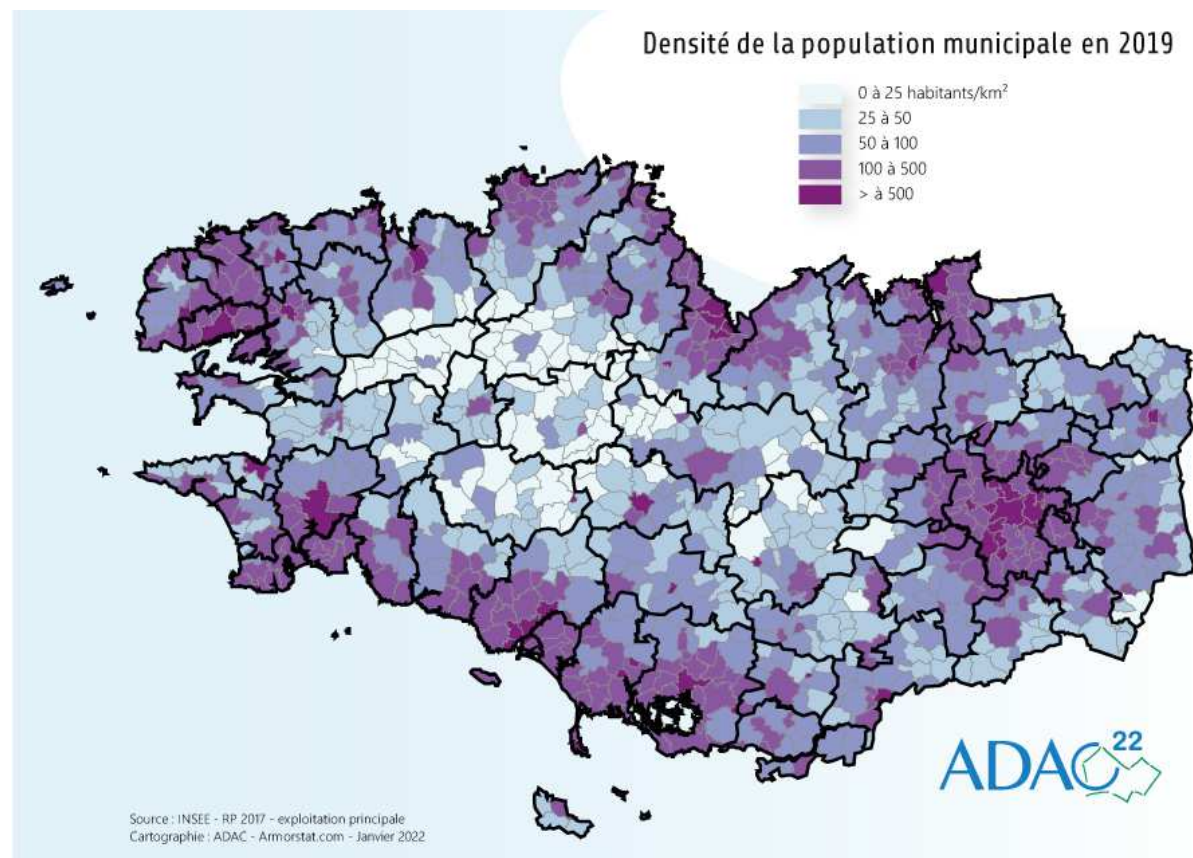 Densité de la population municipale en 2019
0 à 25 habitants/km²
25 à 50
50 à 100
100 à 500
> à 500
ADAC 22
Source : INSEE - RP 2017 - exploitation principale
Cartographie : ADAC - Armorstat.com - Janvier 2022